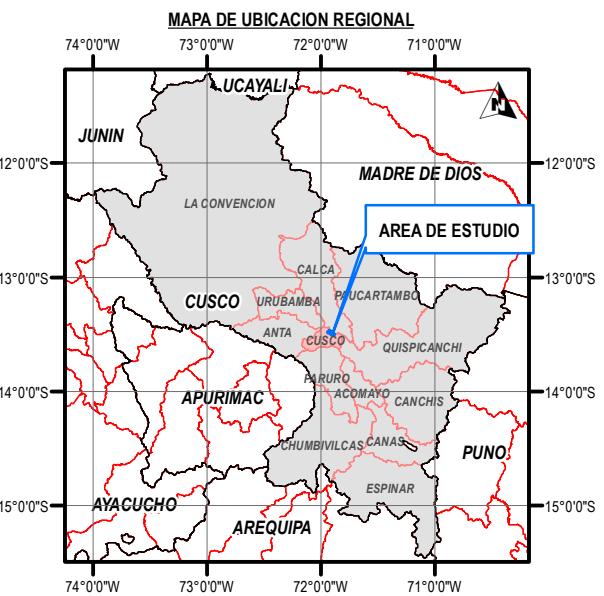 MAPA DE UBICACION REGIONAL
74°0'0"W 73°0'0"W 72°0'0"W 71°0'0"W
UCAYALI
N
JUNIN
12°0'0"S 12°0'0"S
MADRE DE DIOS
LA CONVENCION
AREA DE ESTUDIO
CALCA
13°0'0"S 13°0'0"S
PAUCARTAMBO
CUSCO URUBAMBA
ANTA
CUSCO
QUISPICANCHI
PARURO
14°0'0"S 14°0'0"S
APURIMAC
ACOMAYO
CANCHIS
CHUMBIVILCAS
CANAS
PUNO
ESPINAR
15°0'0"S 15°0'0"S
AYACUCHO
AREQUIPA
74°0'0"W 73°0'0"W 72°0'0"W 71°0'0"W